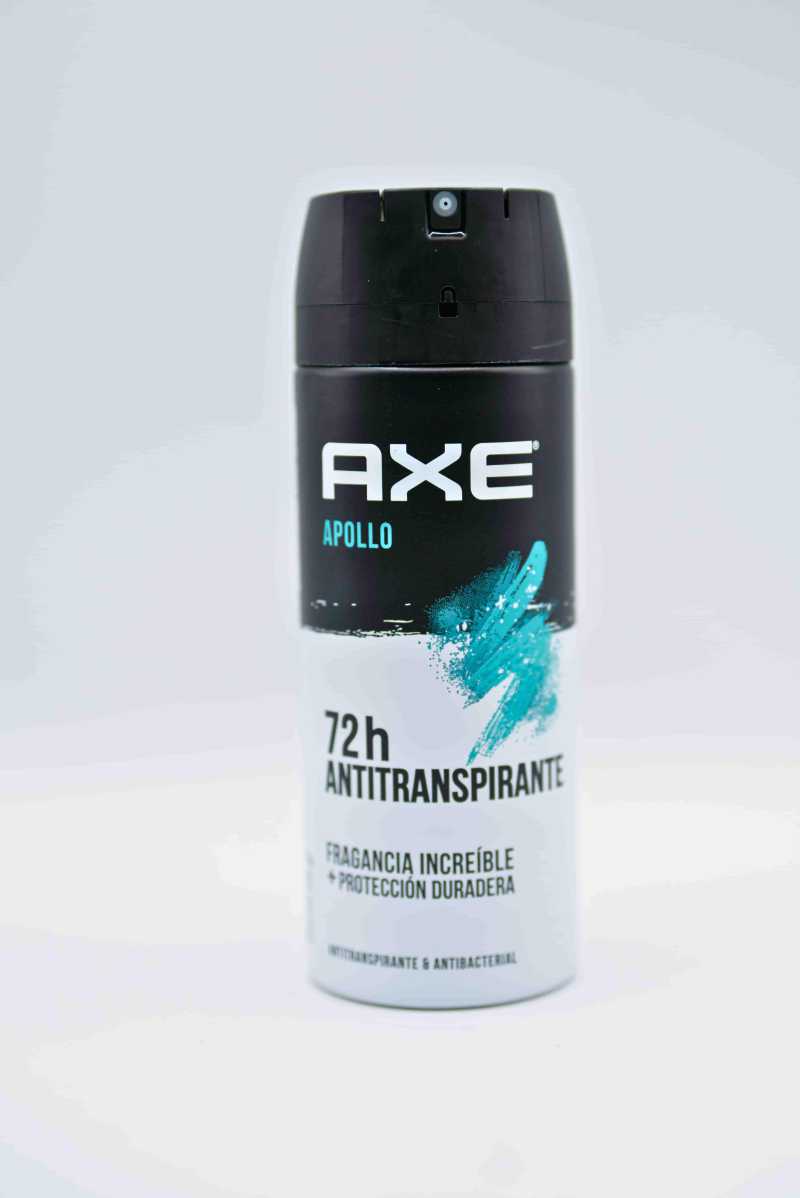 AXE®
APOLLO
72h
ANTITRANSPIRANTE
FRAGANCIA INCREÍBLE
+ PROTECCIÓN DURADERA
ANTITRANSPIRANTE & ANTIBACTERIAL